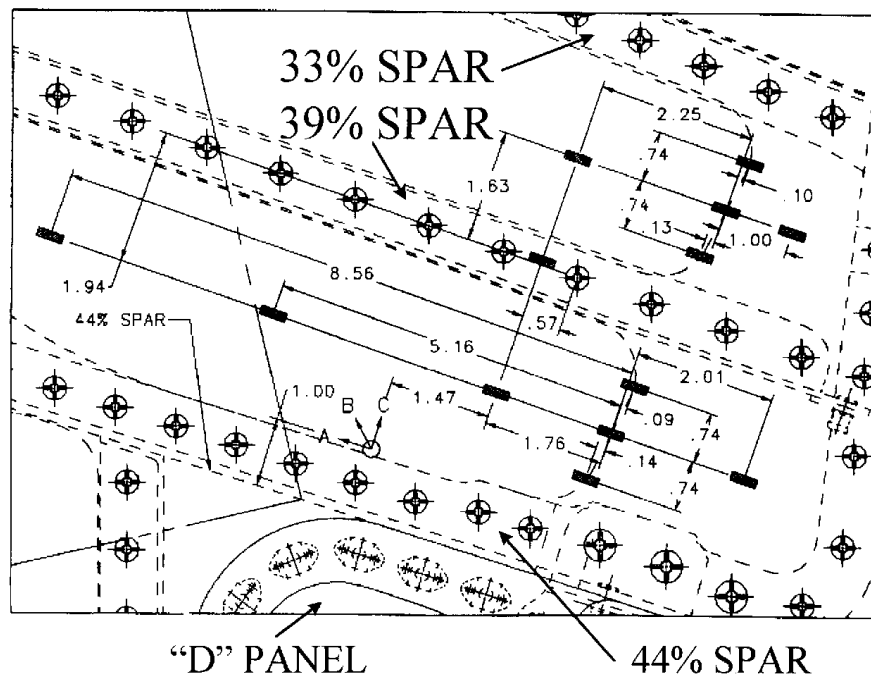 33% SPAR
39% SPAR
2.25
.74
1.63
.10
.74
.13
1.00
8.56
1.94
44% SPAR
.57
5.16
2.01
1.00
B
C
1.47
.09
A
.74
1.76
.14
.74
“D” PANEL
44% SPAR